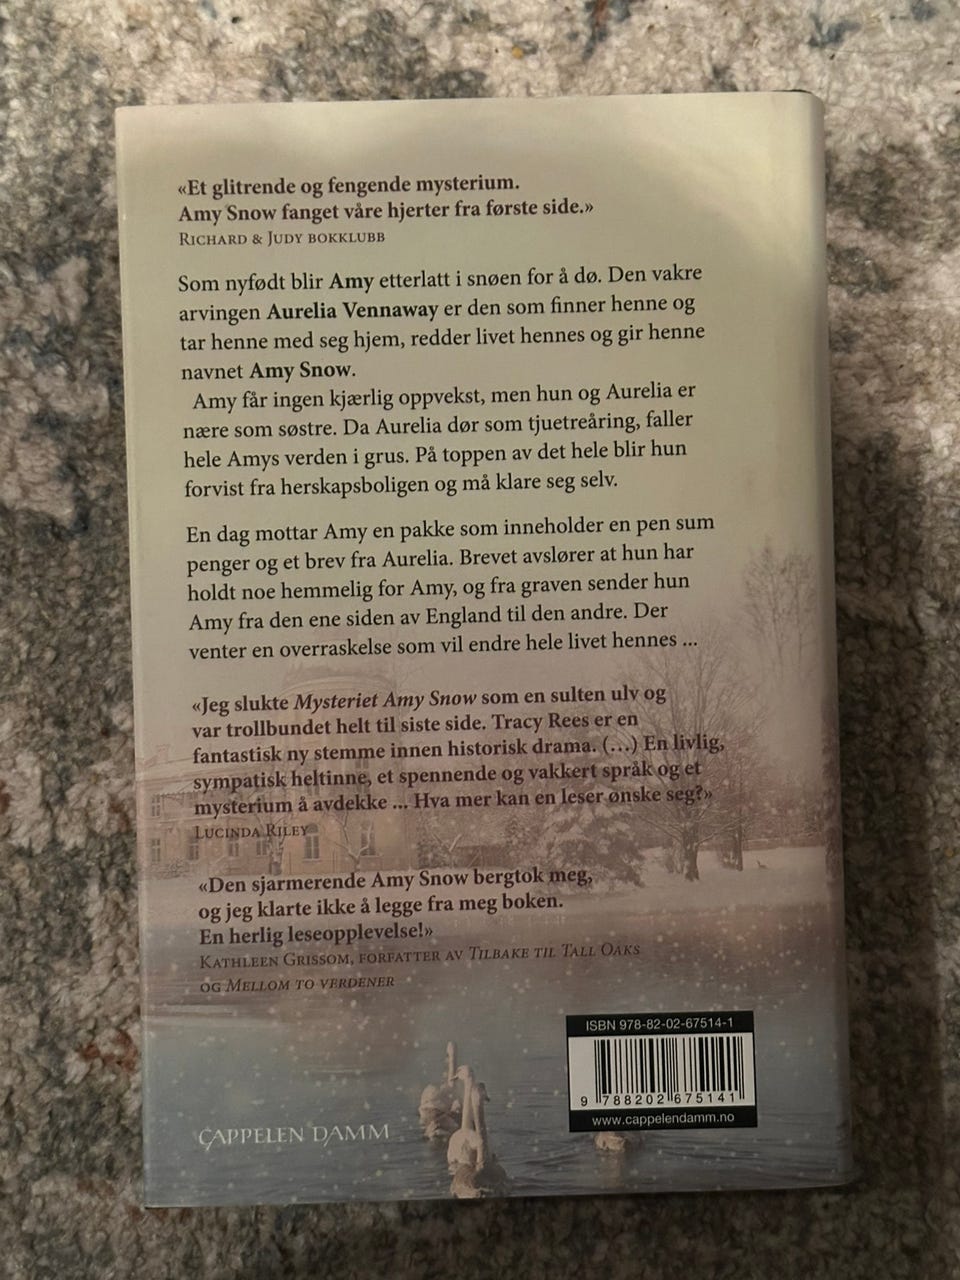 «Et glitrende og fengende mysterium.
Amy Snow fanget våre hjerter fra første side.»
RICHARD & JUDY BOKKLUBB
Som nyfødt blir Amy etterlatt i snøen for å dø. Den vakre
arvingen Aurelia Vennaway er den som finner henne og
tar henne med seg hjem, redder livet hennes og gir henne
navnet Amy Snow.
Amy får ingen kjærlig oppvekst, men hun og Aurelia er
nære som søstre. Da Aurelia dør som tjuetreåring, faller
hele Amys verden i grus. På toppen av det hele blir hun
forvist fra herskapsboligen og må klare seg selv.
En dag mottar Amy en pakke som inneholder en pen sum
penger og et brev fra Aurelia. Brevet avslører at hun har
holdt noe hemmelig for Amy, og fra graven sender hun
Amy fra den ene siden av England til den andre. Der
venter en overraskelse som vil endre hele livet hennes ...
«Jeg slukte Mysteriet Amy Snow som en sulten ulv og
var trollbundet helt til siste side. Tracy Rees er en
fantastisk ny stemme innen historisk drama. (...) En livlig,
sympatisk heltinne, et spennende og vakkert språk og et
mysterium å avdekke ... Hva mer kan en leser ønske seg?»
LUCINDA RILEY
«Den sjarmerende Amy Snow bergtok meg,
og jeg klarte ikke å legge fra meg boken.
En herlig leseopplevelse!»
KATHLEEN GRISSOM, FORFATTER AV TILBAKE TIL TALL OAKS
OG MELLOM TO VERDENER
ISBN 978-82-02-67514-1
9 788202 675141
www.cappelendamm.no
CAPPELEN DAMM